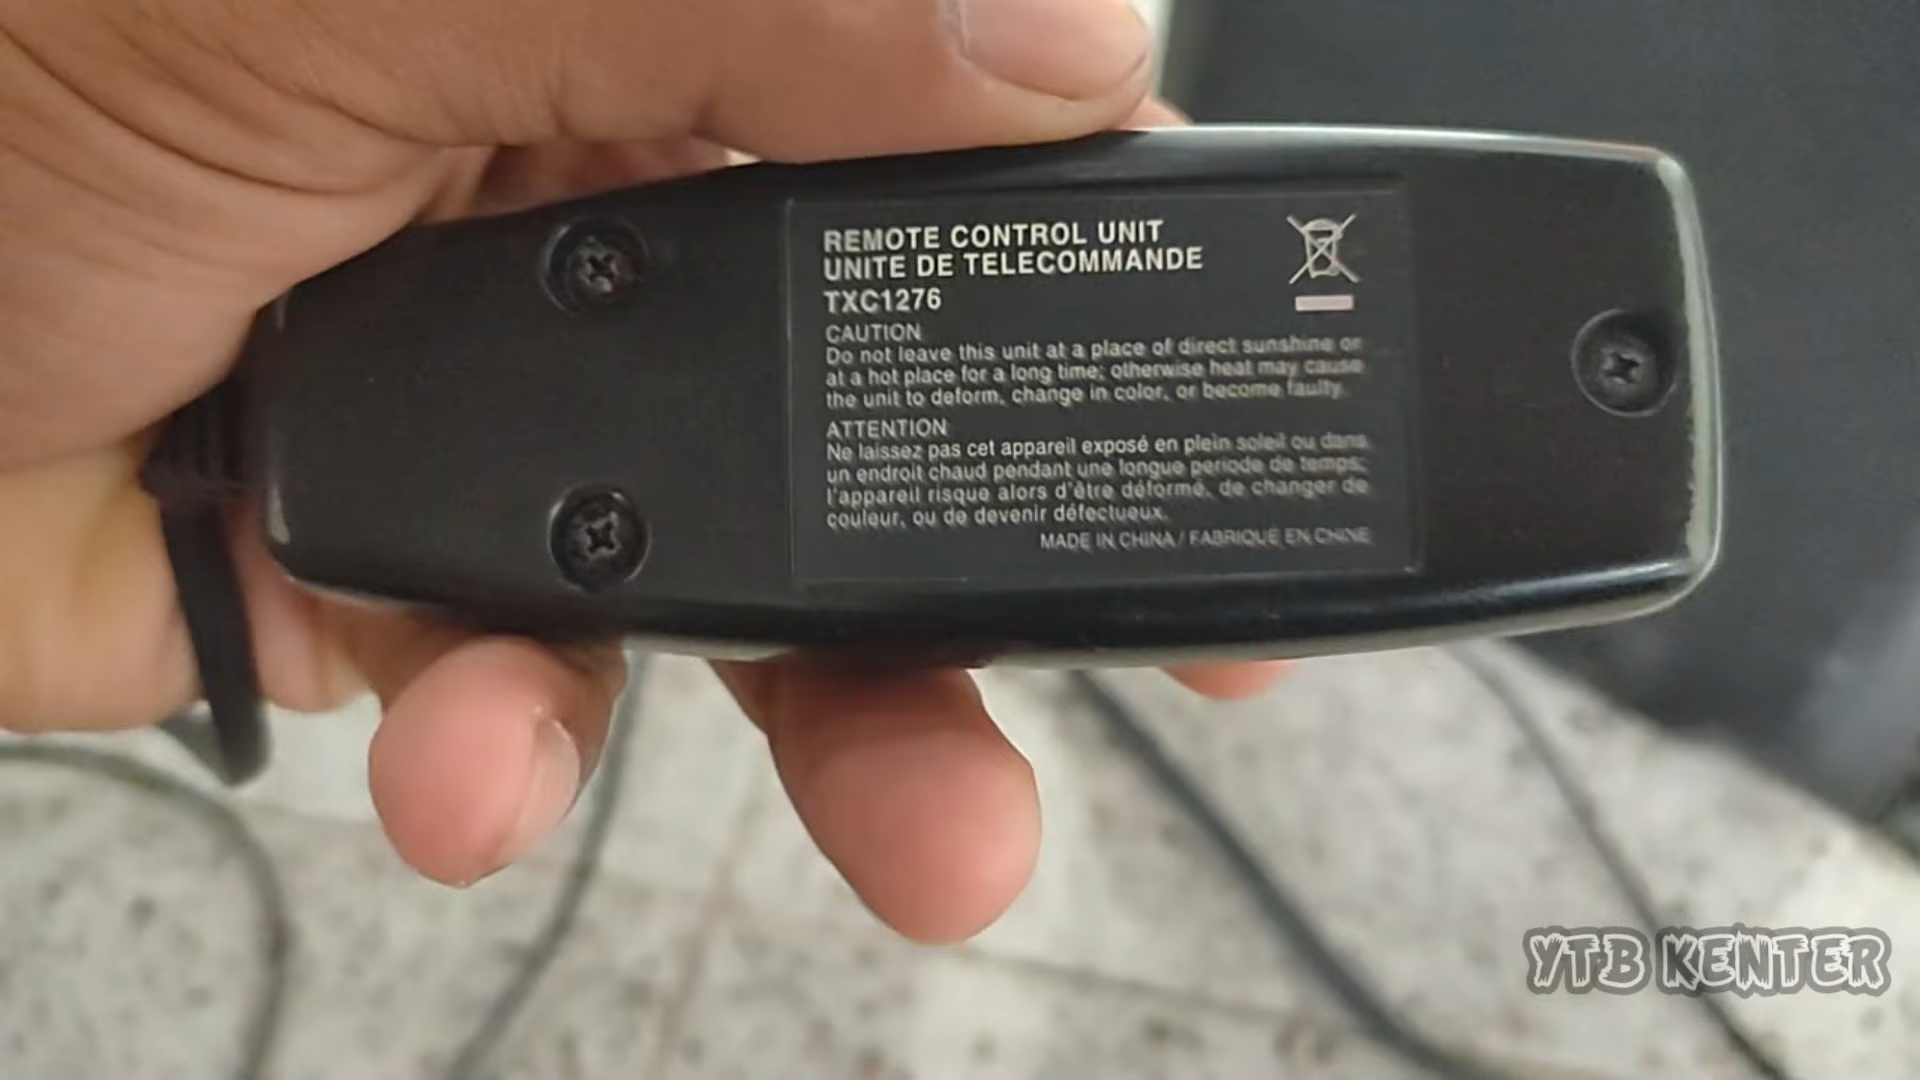 REMOTE CONTROL UNIT
UNITE DE TELECOMMANDE
TXC1276
CAUTION
Do not leave this unit at a place of direct sunshine or
at a hot place for a long time; otherwise heat may cause
the unit to deform, change in color, or become faulty.
ATTENTION
Ne laissez pas cet appareil exposé en plein soleil ou dans
un endroit chaud pendant une longue periode de temps;
l'appareil risque alors d'être déformé, de changer de
couleur, ou de devenir défectueux.
MADE IN CHINA / FABRIQUE EN CHINE
YTB KENTER